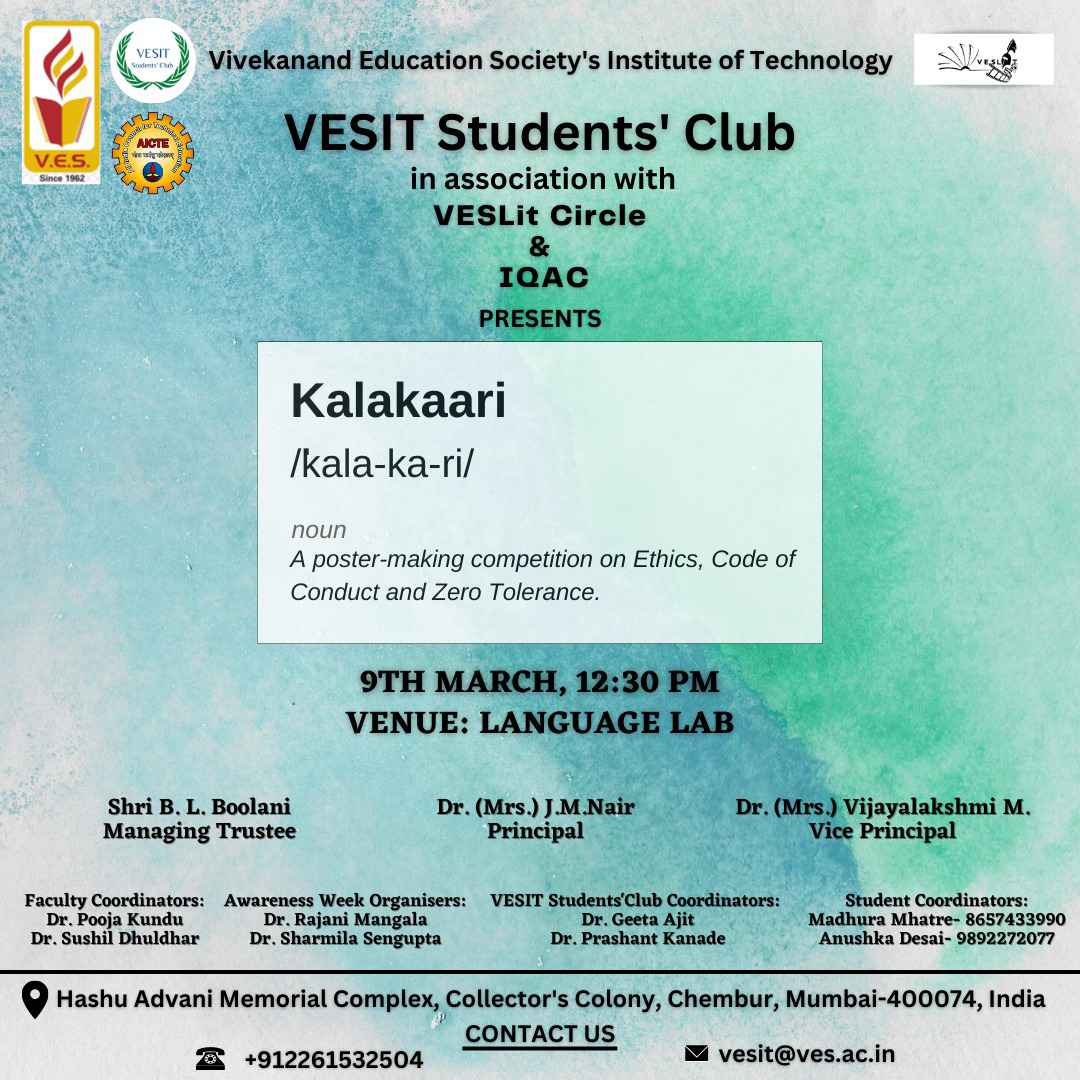 V.E.S.
Since 1962
VESIT
Students' Club
AICTE
Vivekanand Education Society's Institute of Technology
VESLIT
VESIT Students' Club
in association with
VESLit Circle
&
IQAC
PRESENTS
Kalakaari
/kala-ka-ri/
noun
A poster-making competition on Ethics, Code of
Conduct and Zero Tolerance.
9TH MARCH, 12:30 PM
VENUE: LANGUAGE LAB
Shri B. L. Boolani
Managing Trustee
Dr. (Mrs.) J.M.Nair
Principal
Dr. (Mrs.) Vijayalakshmi M.
Vice Principal
Faculty Coordinators:
Dr. Pooja Kundu
Dr. Sushil Dhuldhar
Awareness Week Organisers:
Dr. Rajani Mangala
Dr. Sharmila Sengupta
VESIT Students'Club Coordinators:
Dr. Geeta Ajit
Dr. Prashant Kanade
Student Coordinators:
Madhura Mhatre- 8657433990
Anushka Desai- 9892272077
Hashu Advani Memorial Complex, Collector's Colony, Chembur, Mumbai-400074, India
CONTACT US
+912261532504
vesit@ves.ac.in